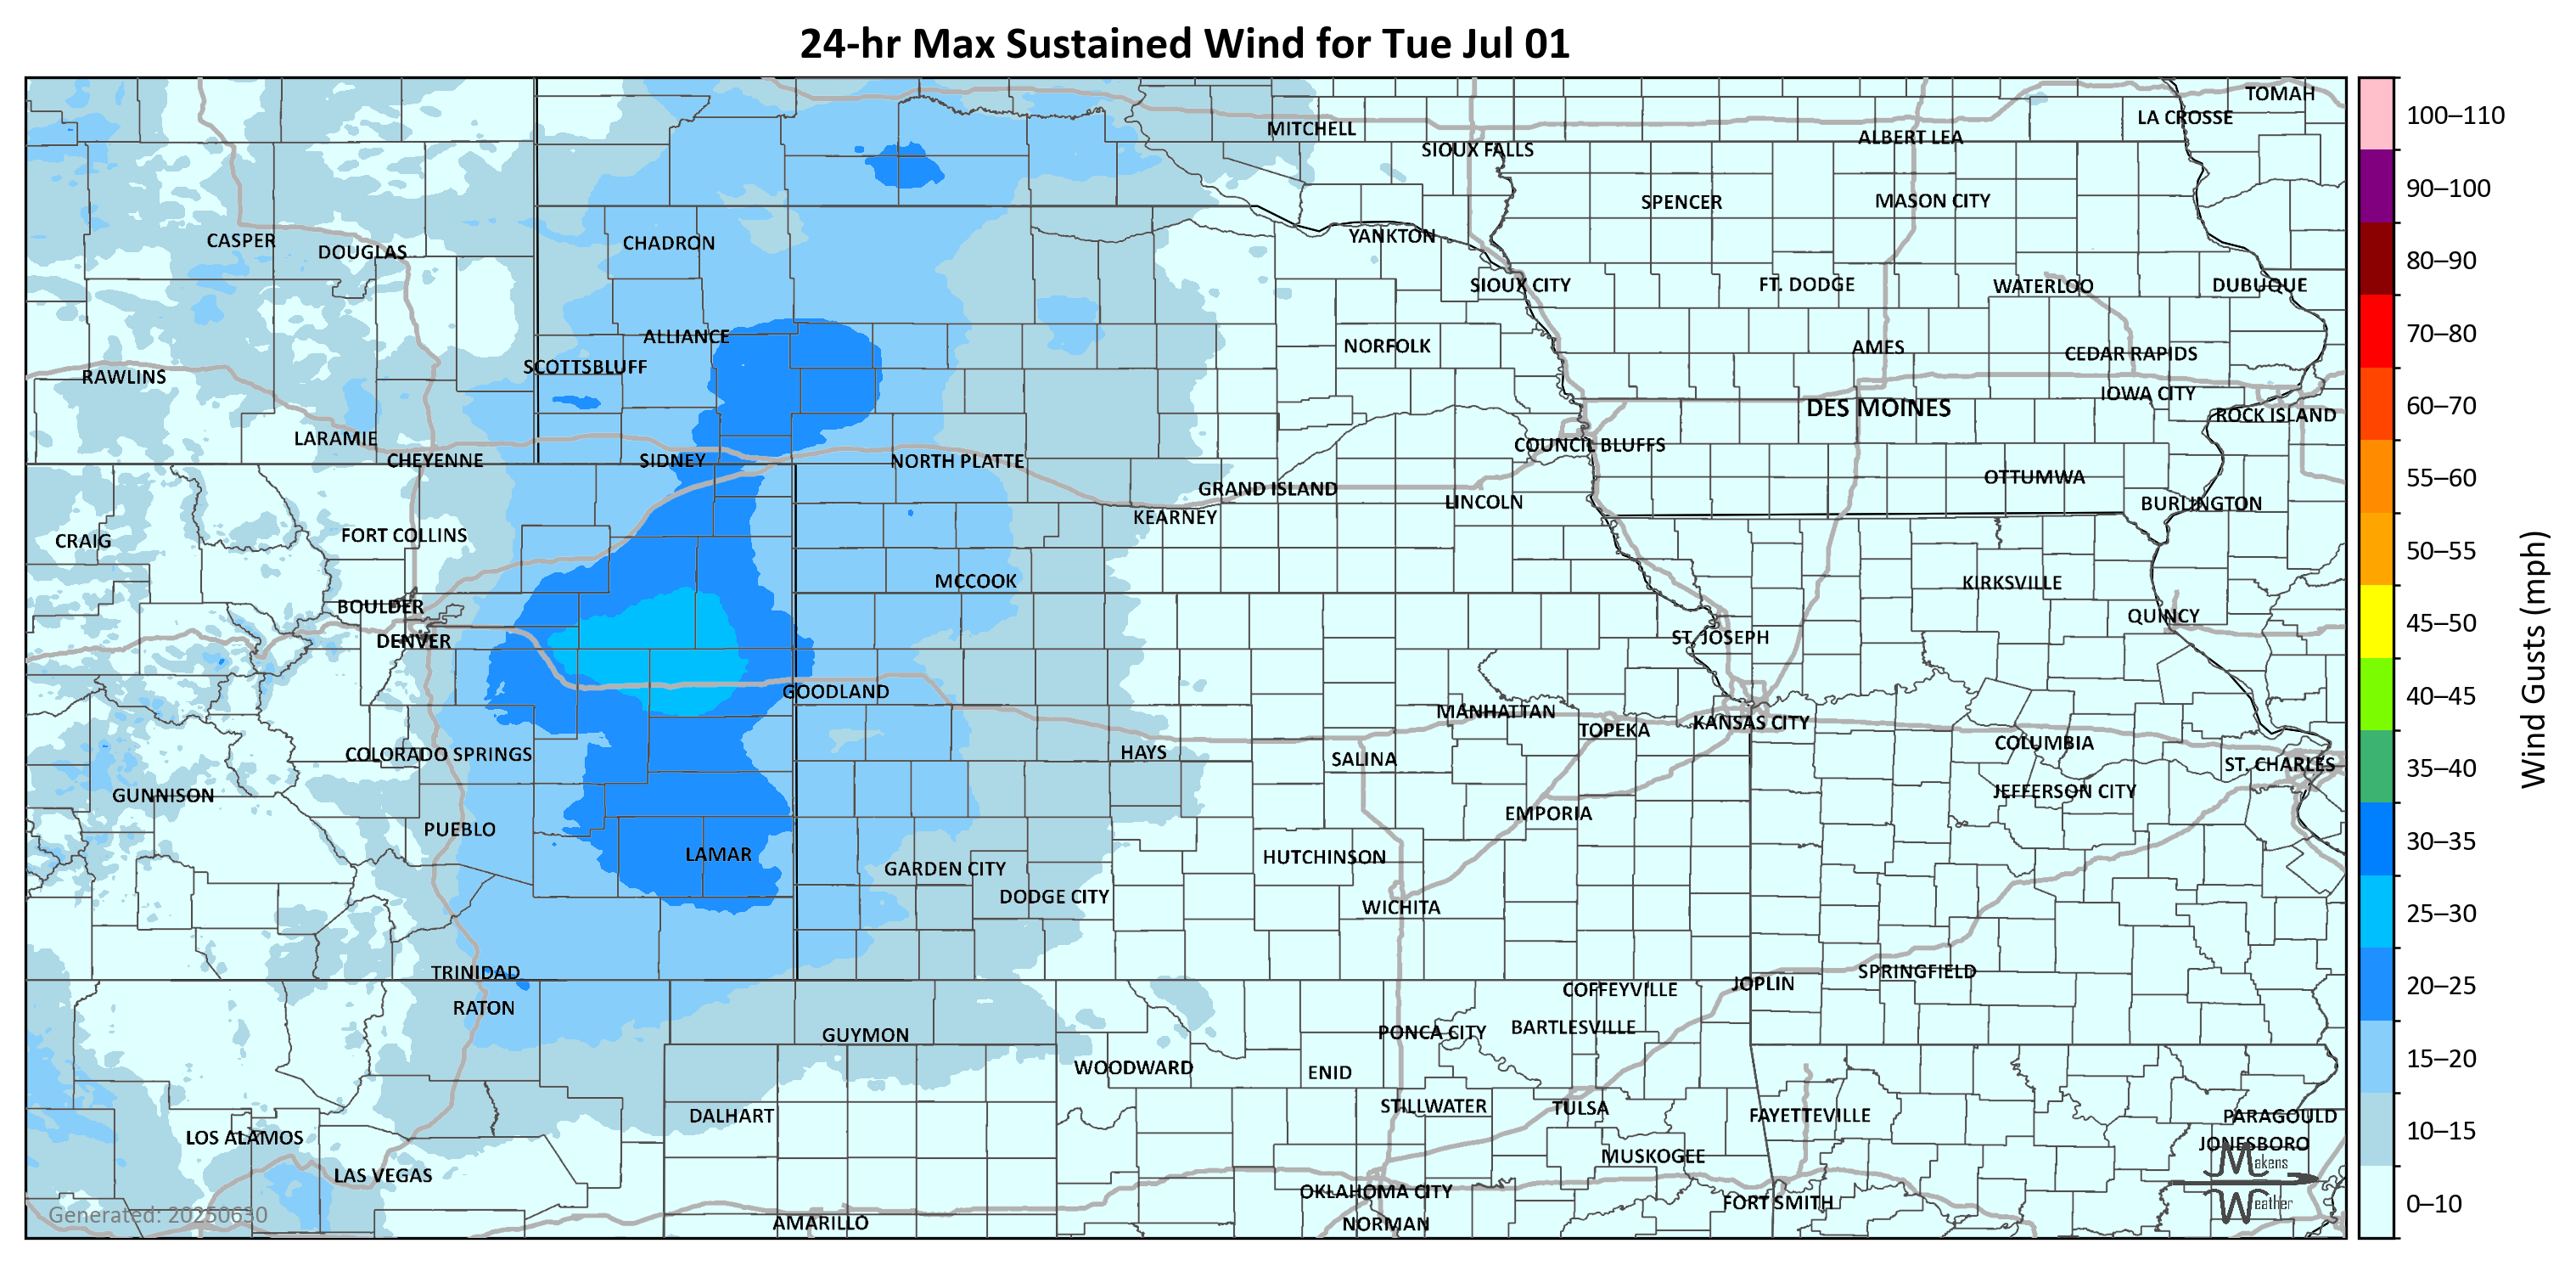 24-hr Max Sustained Wind for Tue Jul 01
TOMAH
LA CROSSE
MITCHELL
ALBERT LEA
SIOUX FALLS
SPENCER
MASON CITY
CASPER
DOUGLAS
CHADRON
YANKTON
SIOUX CITY
FT. DODGE
WATERLOO
DUBUQUE
ALLIANCE
NORFOLK
AMES
CEDAR RAPIDS
SCOTTSBLUFF
RAWLINS
IOWA CITY
DES MOINES
ROCK ISLAND
LARAMIE
COUNCIL BLUFFS
CHEYENNE
SIDNEY
NORTH PLATTE
OTTUMWA
GRAND ISLAND
LINCOLN
BURLINGTON
KEARNEY
CRAIG
FORT COLLINS
MCCOOK
KIRKSVILLE
BOULDER
QUINCY
DENVER
ST. JOSEPH
GOODLAND
MANHATTAN
TOPEKA
KANSAS CITY
COLORADO SPRINGS
HAYS
SALINA
COLUMBIA
ST. CHARLES
GUNNISON
JEFFERSON CITY
EMPORIA
PUEBLO
LAMAR
HUTCHINSON
GARDEN CITY
DODGE CITY
WICHITA
TRINIDAD
SPRINGFIELD
JOPLIN
COFFEYVILLE
RATON
GUYMON
PONCA CITY
BARTLESVILLE
WOODWARD
ENID
STILLWATER
TULSA
DALHART
FAYETTEVILLE
PARAGOULD
LOS ALAMOS
JONESBORO
MUSKOGEE
LAS VEGAS
OKLAHOMA CITY
FORT SMITH
AMARILLO
NORMAN
Generated: 20250630
Makens
Weather
100–110
90–100
80–90
70–80
60–70
55–60
50–55
45–50
40–45
35–40
30–35
25–30
20–25
15–20
10–15
0–10
Wind Gusts (mph)